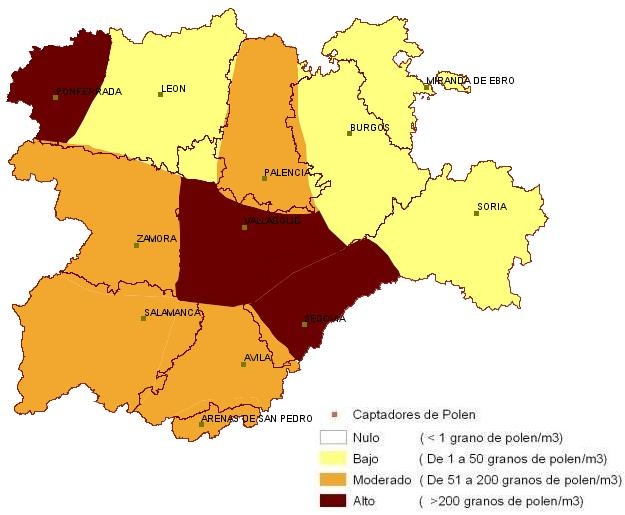 MIRANDA DE EBRO
PONFERRADA
LEON
BURGOS
PALENCIA
SORIA
VALLADOLID
ZAMORA
SALAMANCA
SEGOVIA
AVILA
ARENAS DE SAN PEDRO
Captadores de Polen
Nulo ( < 1 grano de polen/m3)
Bajo ( De 1 a 50 granos de polen/m3)
Moderado ( De 51 a 200 granos de polen/m3)
Alto ( >200 granos de polen/m3)